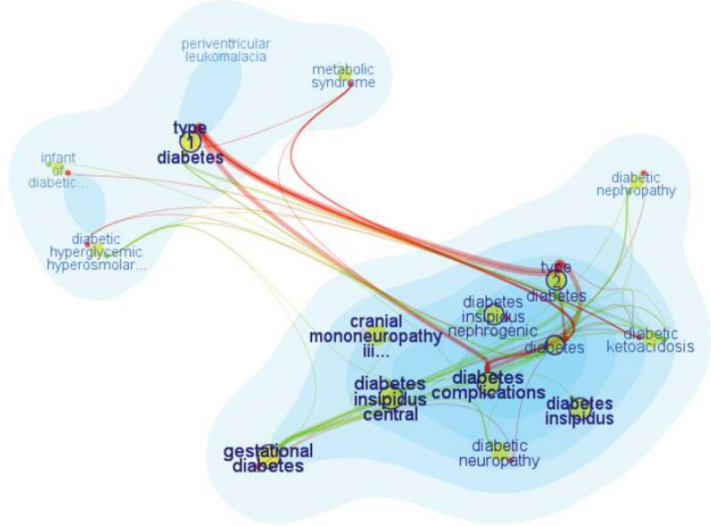 periventricular
leukomalacia
metabolic
syndrome
type
1
diabetes
infant
of
diabetic...
diabetic
hyperglycemic
hyperosmolar...
diabetic
nephropathy
type
2
diabetes
diabetes
insipidus
nephrogenic
cranial
mononeuropathy
iii...
diabetes
diabetic
ketoacidosis
diabetes
insipidus
central
diabetes
complications
diabetes
insipidus
gestational
diabetes
diabetic
neuropathy